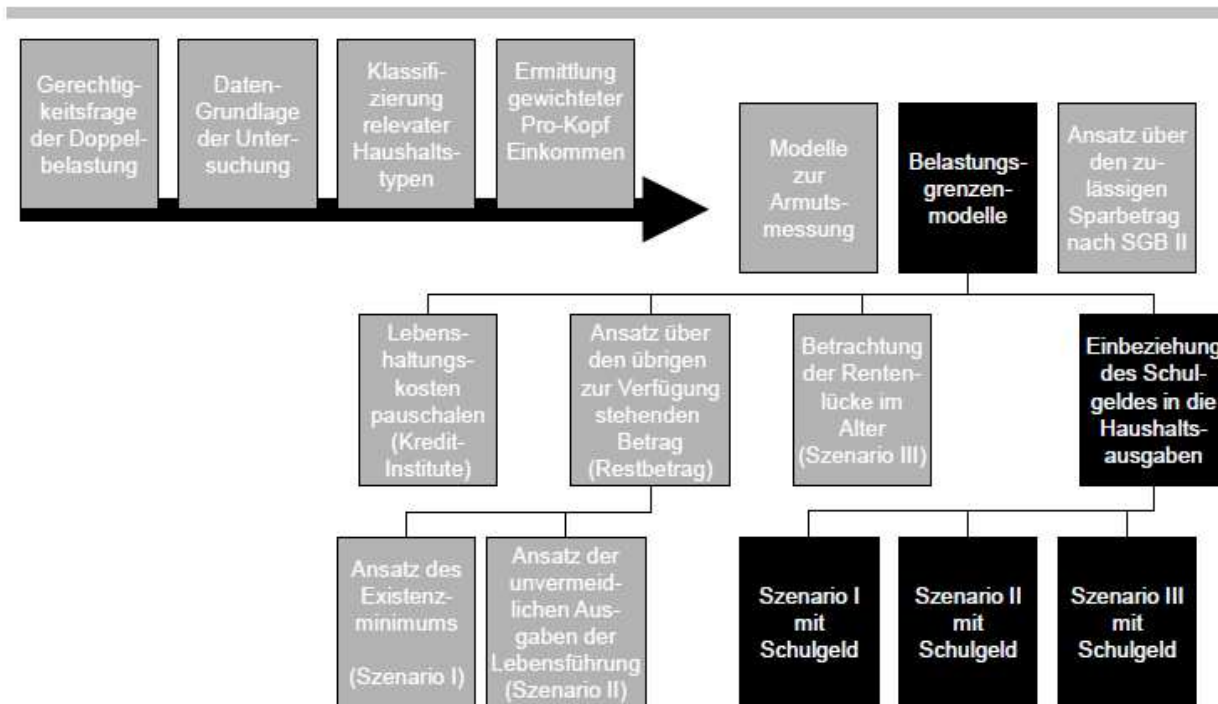 Gerechtig-
keitsfrage
der Doppel-
belastung
Daten-
Grundlage
der Unter-
suchung
Klassifi-
zierung
relevater
Haushalts-
typen
Ermittlung
gewichteter
Pro-Kopf
Einkommen
Modelle
zur
Armuts-
messung
Belastungs-
grenzen-
modelle
Ansatz über
den zu-
lässigen
Sparbetrag
nach SGB II
Lebens-
haltungs-
kosten
pauschalen
(Kredit-
Institute)
Ansatz über
den übrigen
zur Verfügung
stehenden
Betrag
(Restbetrag)
Betrachtung
der Renten-
lücke im
Alter
(Szenario III)
Einbeziehung
des Schul-
geldes in die
Haushalts-
ausgaben
Ansatz des
Existenz-
minimums
(Szenario I)
Ansatz der
unvermeid-
lichen Aus-
gaben der
Lebensführung
(Szenario II)
Szenario I
mit
Schulgeld
Szenario II
mit
Schulgeld
Szenario III
mit
Schulgeld